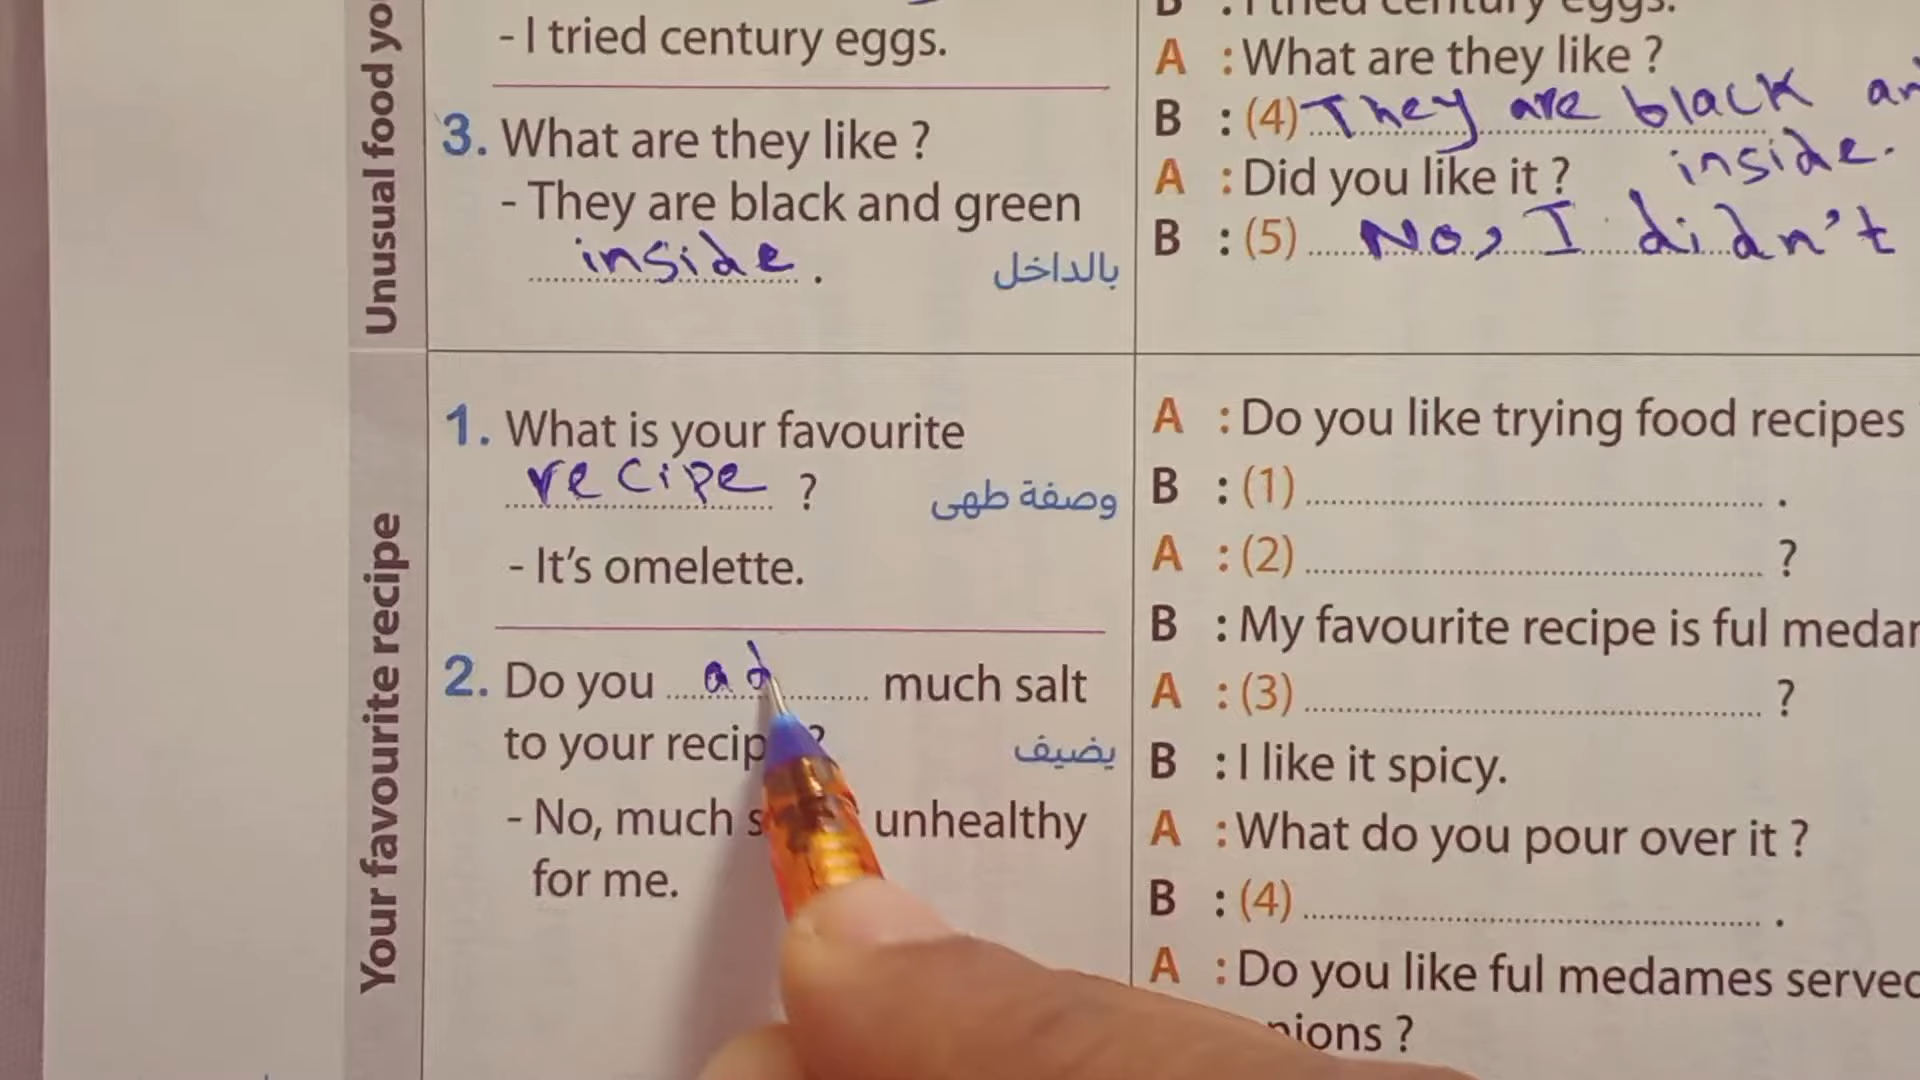 Unusual food
- I tried century eggs.
3. What are they like ?
- They are black and green
inside .
بالداخل
B : I tried century eggs.
A : What are they like ?
B : (4) They are black
inside.
A : Did you like it ?
B : (5) No, I didn't
Your favourite recipe
1. What is your favourite
recipe ?
وصفة طهى
- It's omelette.
2. Do you ad much salt
to your recip ?
يضيف
- No, much unhealthy
for me.
A : Do you like trying food recipes
B : (1) .
A : (2) ?
B : My favourite recipe is ful
A : (3) ?
B : I like it spicy.
A : What do you pour over it ?
B : (4) .
A : Do you like ful medames served
nions ?